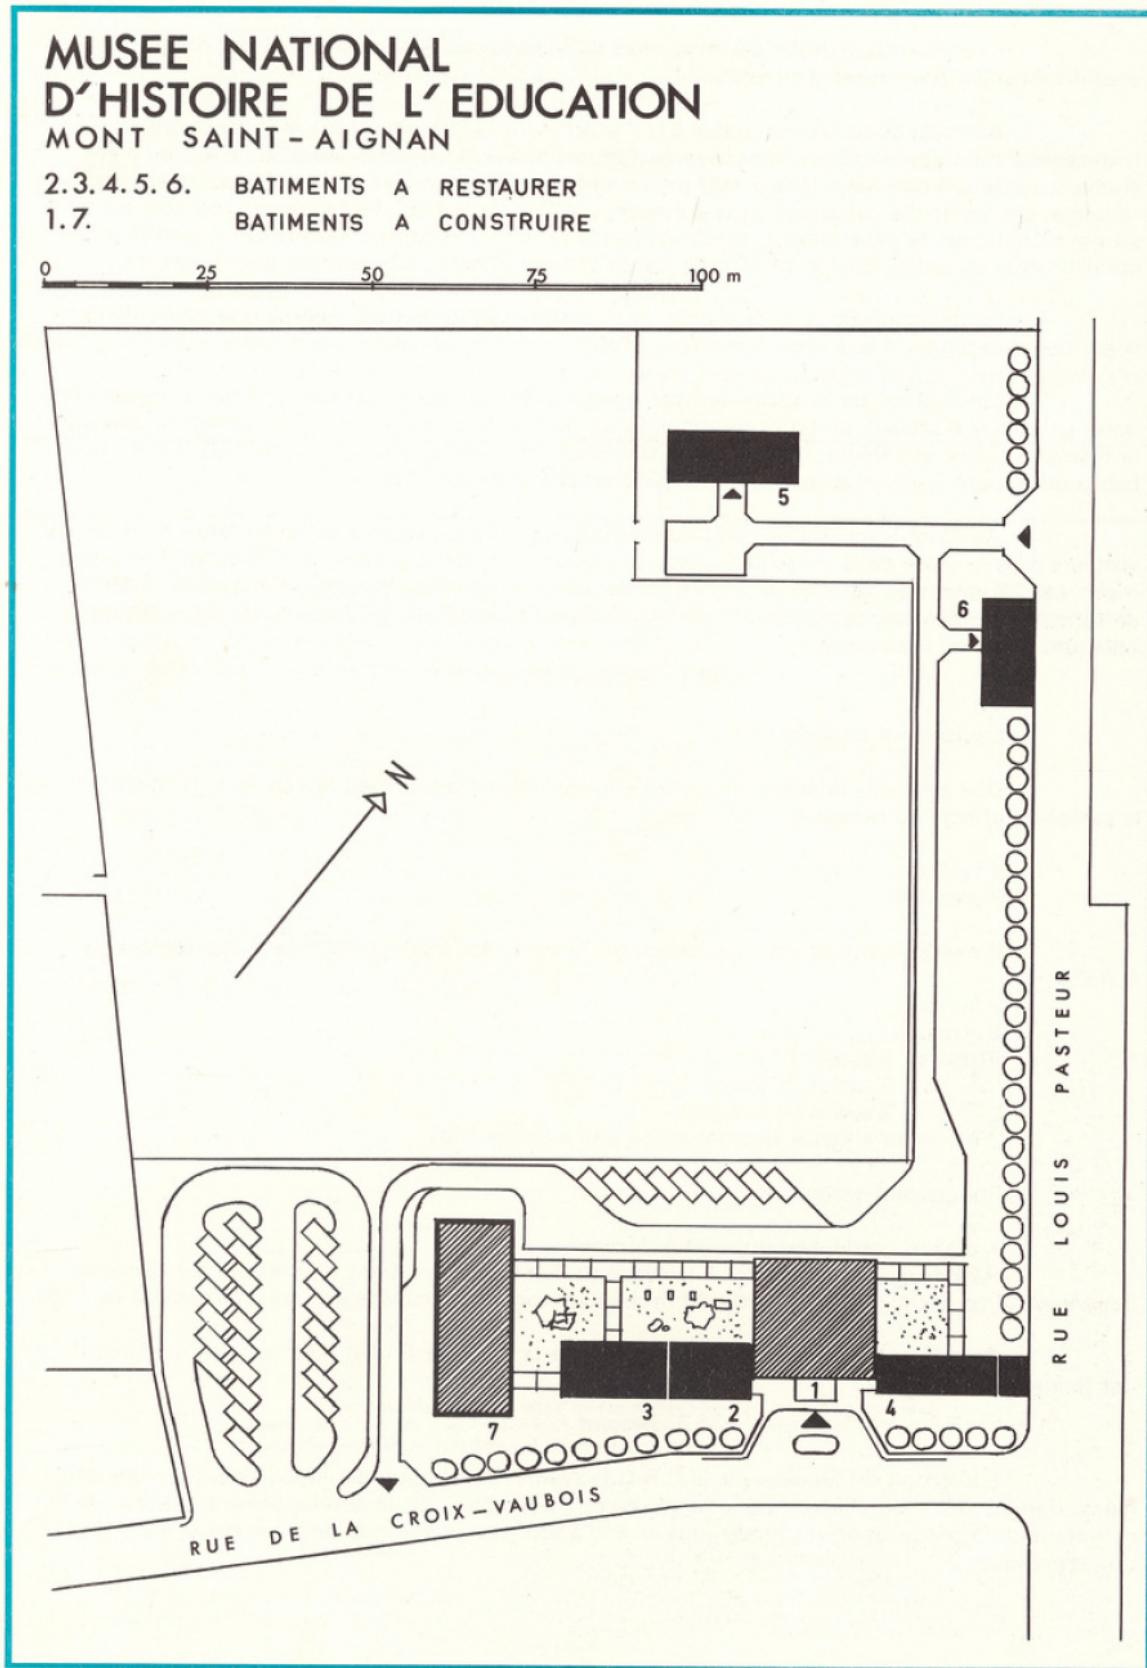 MUSEE NATIONAL
D'HISTOIRE DE L'EDUCATION
MONT SAINT-AIGNAN
2.3.4.5.6. BATIMENTS A RESTAURER
1.7. BATIMENTS A CONSTRUIRE
0 25 50 75 100 m
5
6
N
RUE LOUIS PASTEUR
1
2
3
4
7
RUE DE LA CROIX-VAUBOIS